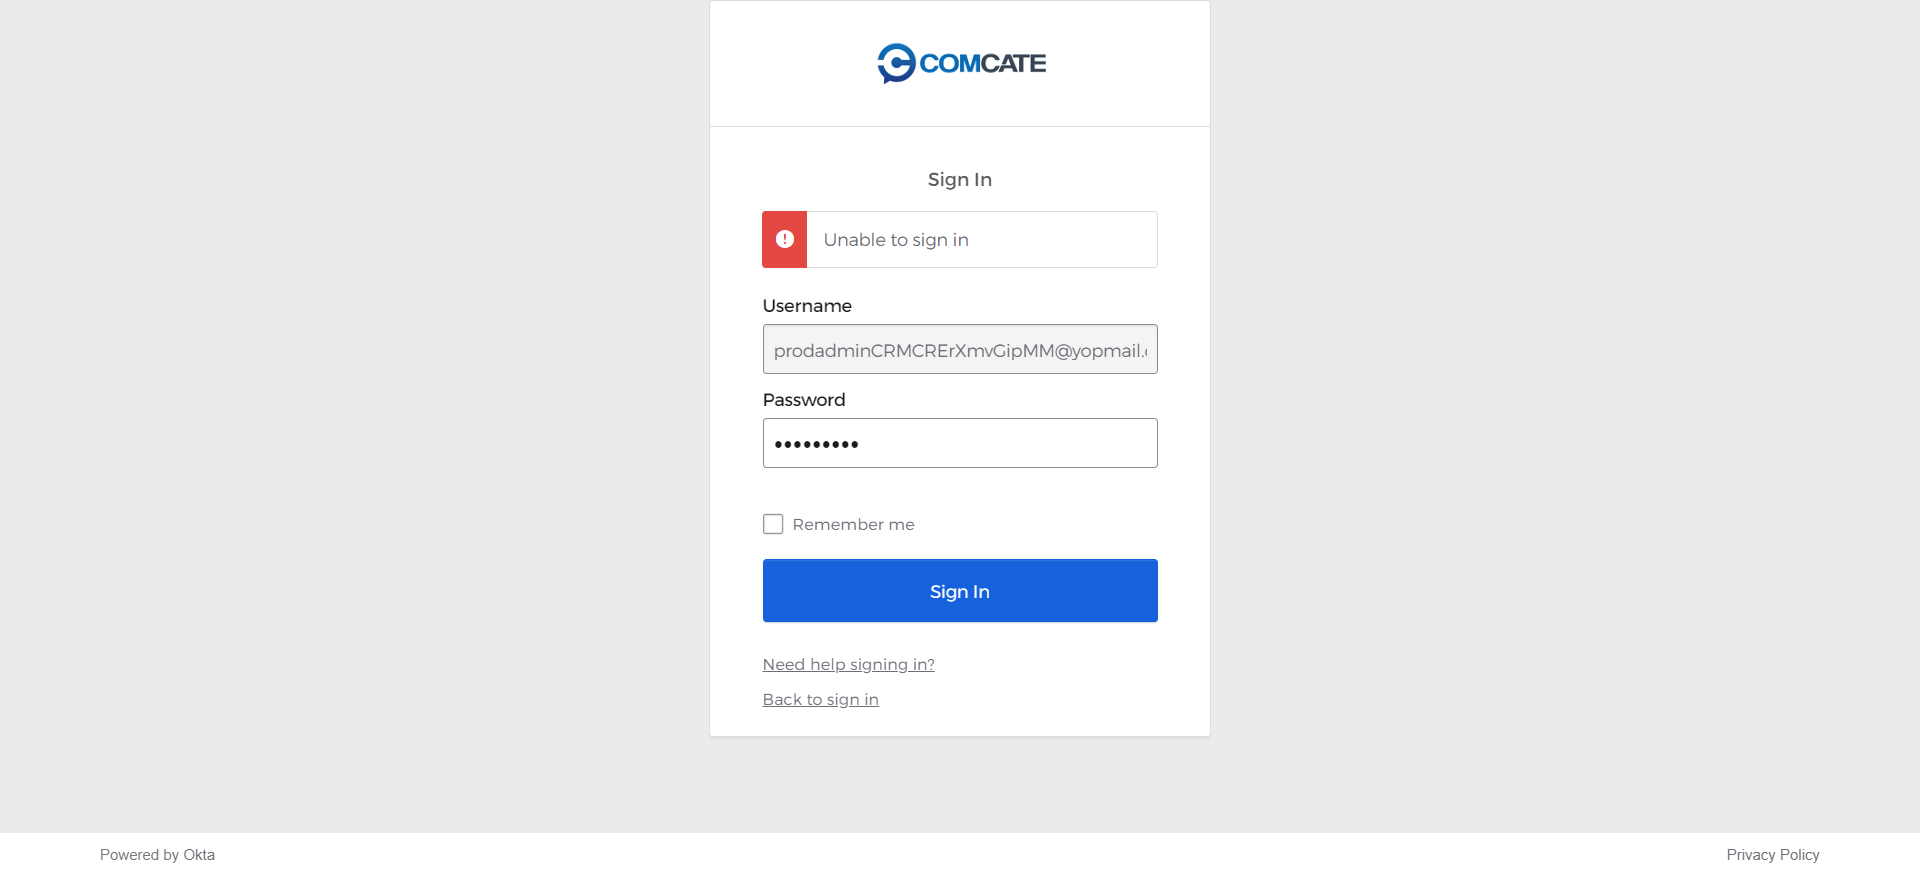 COMCATE
Sign In
Unable to sign in
Username
prodadminCRMCRErXmvGipMM@yopmail.
Password
•••••••••
Remember me
Sign In
Need help signing in?
Back to sign in
Powered by Okta
Privacy Policy